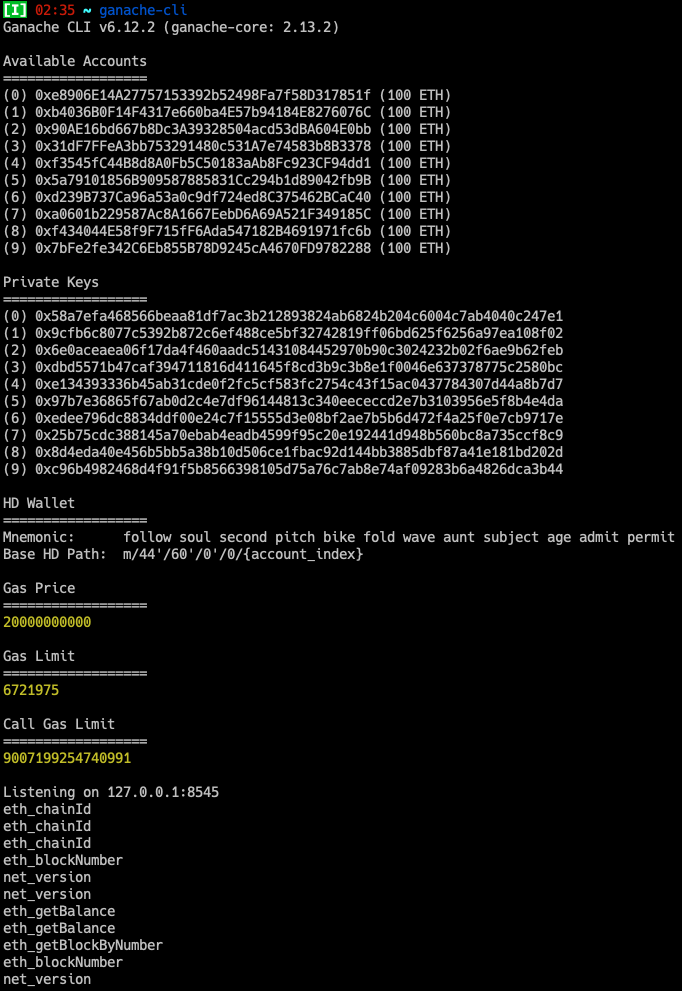 [I] 02:35 ~ ganache-cli
Ganache CLI v6.12.2 (ganache-core: 2.13.2)
Available Accounts
==================
(0) 0xe8906E14A27757153392b52498Fa7f58D317851f (100 ETH)
(1) 0xb4036B0F14F4317e660ba4E57b94184E8276076C (100 ETH)
(2) 0x90AE16bd667b8Dc3A39328504acd53dBA604E0bb (100 ETH)
(3) 0x31dF7FFeA3bb753291480c531A7e74583b8B3378 (100 ETH)
(4) 0xf3545fC44B8d8A0Fb5C50183aAb8Fc923CF94dd1 (100 ETH)
(5) 0x5a79101856B909587885831Cc294b1d89042fb9B (100 ETH)
(6) 0xd239B737Ca96a53a0c9df724ed8C375462BCaC40 (100 ETH)
(7) 0xa0601b229587Ac8A1667EebD6A69A521F349185C (100 ETH)
(8) 0xf434044E58f9F715fF6Ada547182B4691971fc6b (100 ETH)
(9) 0x7bFe2fe342C6Eb855B78D9245cA4670FD9782288 (100 ETH)
Private Keys
==================
(0) 0x58a7efa468566beaa81df7ac3b212893824ab6824b204c6004c7ab4040c247e1
(1) 0x9cfb6c8077c5392b872c6ef488ce5bf32742819ff06bd625f6256a97ea108f02
(2) 0x6e0aceaea06f17da4f460aadc51431084452970b90c3024232b02f6ae9b62feb
(3) 0xdbd5571b47caf394711816d411645f8cd3b9c3b8e1f0046e637378775c2580bc
(4) 0xe134393336b45ab31cde0f2fc5cf583fc2754c43f15ac0437784307d44a8b7d7
(5) 0x97b7e36865f67ab0d2c4e7df96144813c340eececcd2e7b3103956e5f8b4e4da
(6) 0xedee796dc8834ddf00e24c7f15555d3e08bf2ae7b5b6d472f4a25f0e7cb9717e
(7) 0x25b75cdc388145a70ebab4eadb4599f95c20e192441d948b560bc8a735ccf8c9
(8) 0x8d4eda40e456b5bb5a38b10d506ce1fbac92d144bb3885dbf87a41e181bd202d
(9) 0xc96b4982468d4f91f5b8566398105d75a76c7ab8e74af09283b6a4826dca3b44
HD Wallet
==================
Mnemonic:      follow soul second pitch bike fold wave aunt subject age admit permit
Base HD Path:  m/44'/60'/0'/0/{account_index}
Gas Price
==================
20000000000
Gas Limit
==================
6721975
Call Gas Limit
==================
9007199254740991
Listening on 127.0.0.1:8545
eth_chainId
eth_chainId
eth_chainId
eth_blockNumber
net_version
net_version
eth_getBalance
eth_getBalance
eth_getBlockByNumber
eth_blockNumber
net_version